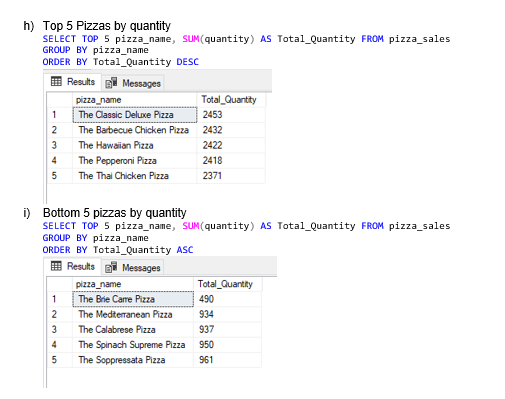 h) Top 5 Pizzas by quantity
SELECT TOP 5 pizza_name, SUM(quantity) AS Total_Quantity FROM pizza_sales
GROUP BY pizza_name
ORDER BY Total_Quantity DESC
Results Messages
pizza_name Total_Quantity
1 The Classic Deluxe Pizza 2453
2 The Barbecue Chicken Pizza 2432
3 The Hawaiian Pizza 2422
4 The Pepperoni Pizza 2418
5 The Thai Chicken Pizza 2371
i) Bottom 5 pizzas by quantity
SELECT TOP 5 pizza_name, SUM(quantity) AS Total_Quantity FROM pizza_sales
GROUP BY pizza_name
ORDER BY Total_Quantity ASC
Results Messages
pizza_name Total_Quantity
1 The Brie Carre Pizza 490
2 The Mediterranean Pizza 934
3 The Calabrese Pizza 937
4 The Spinach Supreme Pizza 950
5 The Soppressata Pizza 961